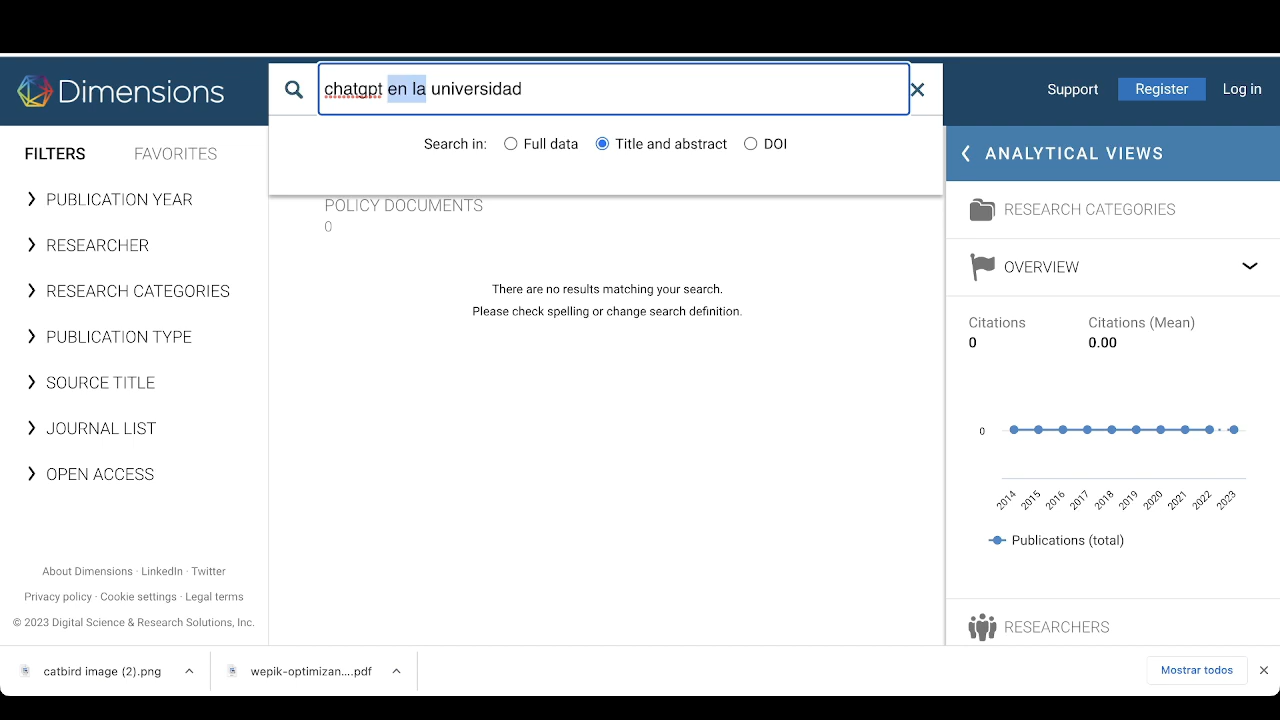 Dimensions
chatgpt en la universidad
Support
Register
Log in
Search in:
Full data
Title and abstract
DOI
FILTERS
FAVORITES
PUBLICATION YEAR
RESEARCHER
RESEARCH CATEGORIES
PUBLICATION TYPE
SOURCE TITLE
JOURNAL LIST
OPEN ACCESS
About Dimensions · LinkedIn · Twitter
Privacy policy · Cookie settings · Legal terms
© 2023 Digital Science & Research Solutions, Inc.
POLICY DOCUMENTS
0
There are no results matching your search.
Please check spelling or change search definition.
ANALYTICAL VIEWS
RESEARCH CATEGORIES
OVERVIEW
Citations
0
Citations (Mean)
0.00
0
2014 2015 2016 2017 2018 2019 2020 2021 2022 2023
Publications (total)
RESEARCHERS
catbird image (2).png
wepik-optimizan....pdf
Mostrar todos